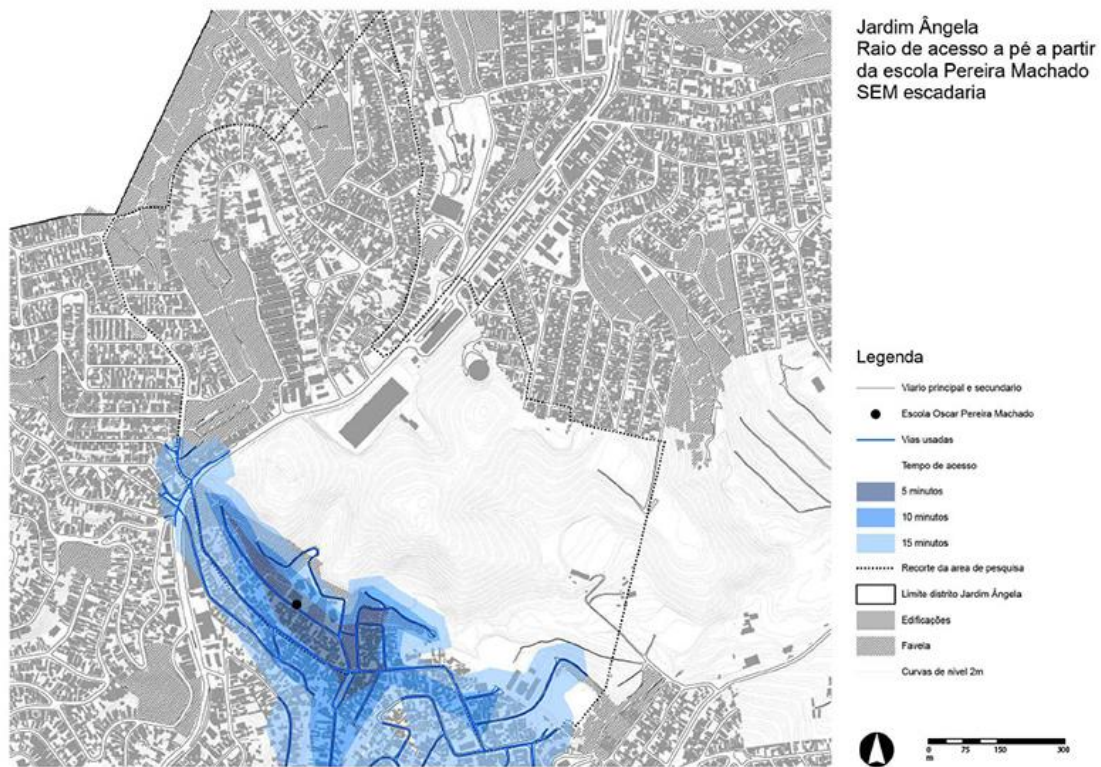 Jardim Ângela
Raio de acesso a pé a partir
da escola Pereira Machado
SEM escadaria
Legenda
Viario principal e secundario
Escola Oscar Pereira Machado
Vias usadas
Tempo de acesso
5 minutos
10 minutos
15 minutos
Recorte da area de pesquisa
Limite distrito Jardim Ângela
Edificações
Favela
Curvas de nivel 2m
0 75 150 300
m